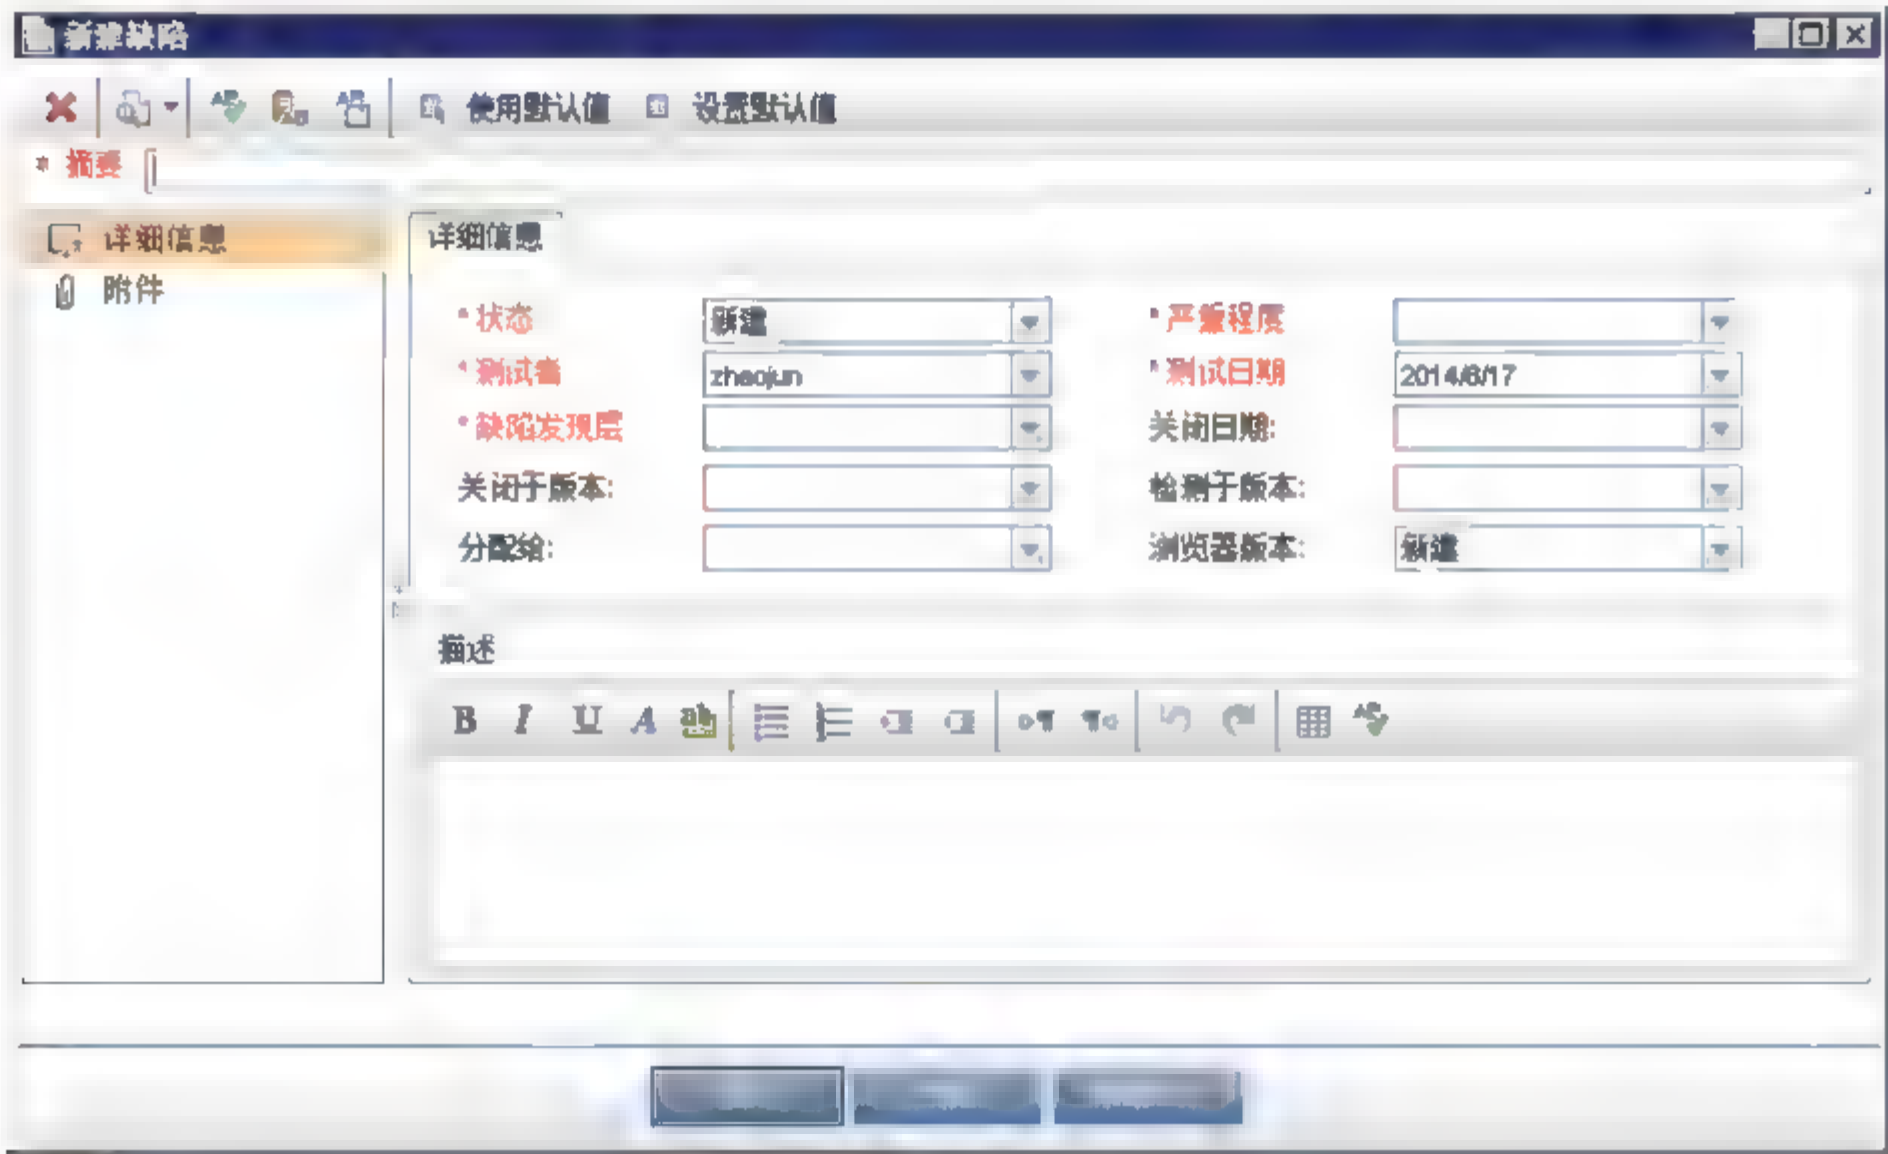 新建缺陷
使用默认值 设置默认值
* 摘要
详细信息
附件
详细信息
* 状态 新建 * 严重程度
* 测试者 zhaojun * 测试日期 2014/6/17
* 缺陷发现层 关闭日期:
关闭于版本: 检测于版本:
分配给: 浏览器版本: 新建
描述
B I U A ab